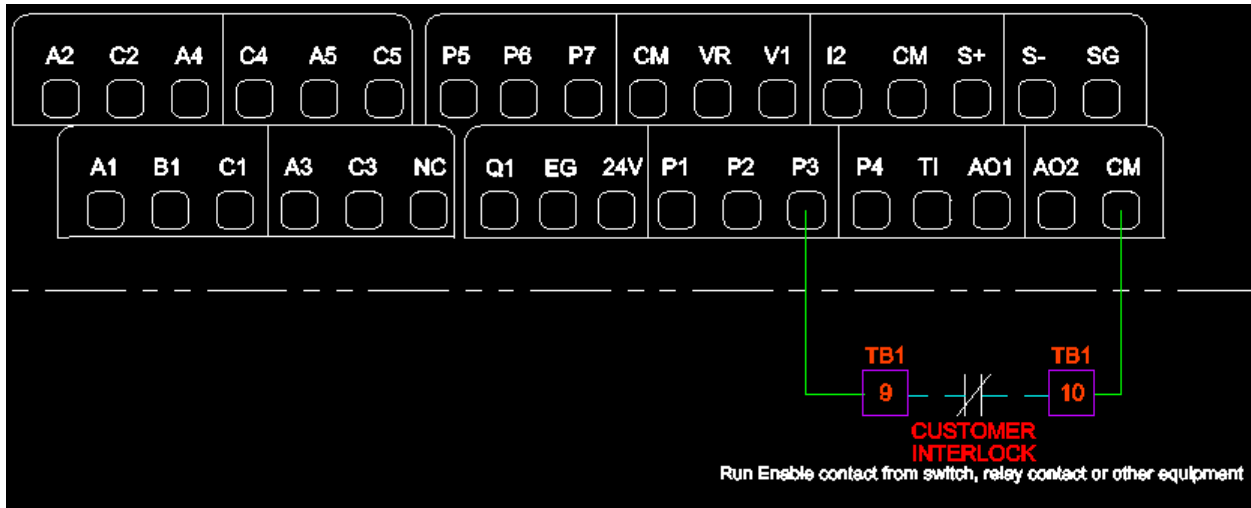 A2 C2 A4 C4 A5 C5 P5 P6 P7 CM VR V1 I2 CM S+ S- SG
A1 B1 C1 A3 C3 NC Q1 EG 24V P1 P2 P3 P4 TI AO1 AO2 CM
TB1 TB1
9 10
CUSTOMER
INTERLOCK
Run Enable contact from switch, relay contact or other equipment